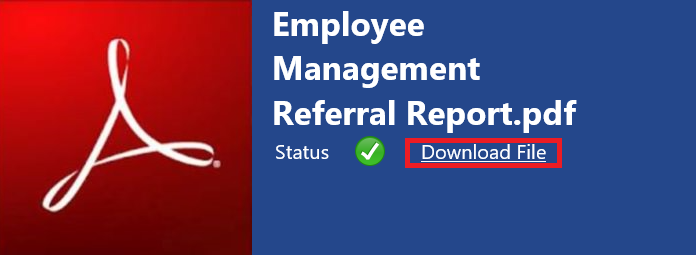 Employee
Management
Referral Report.pdf
Status Download File